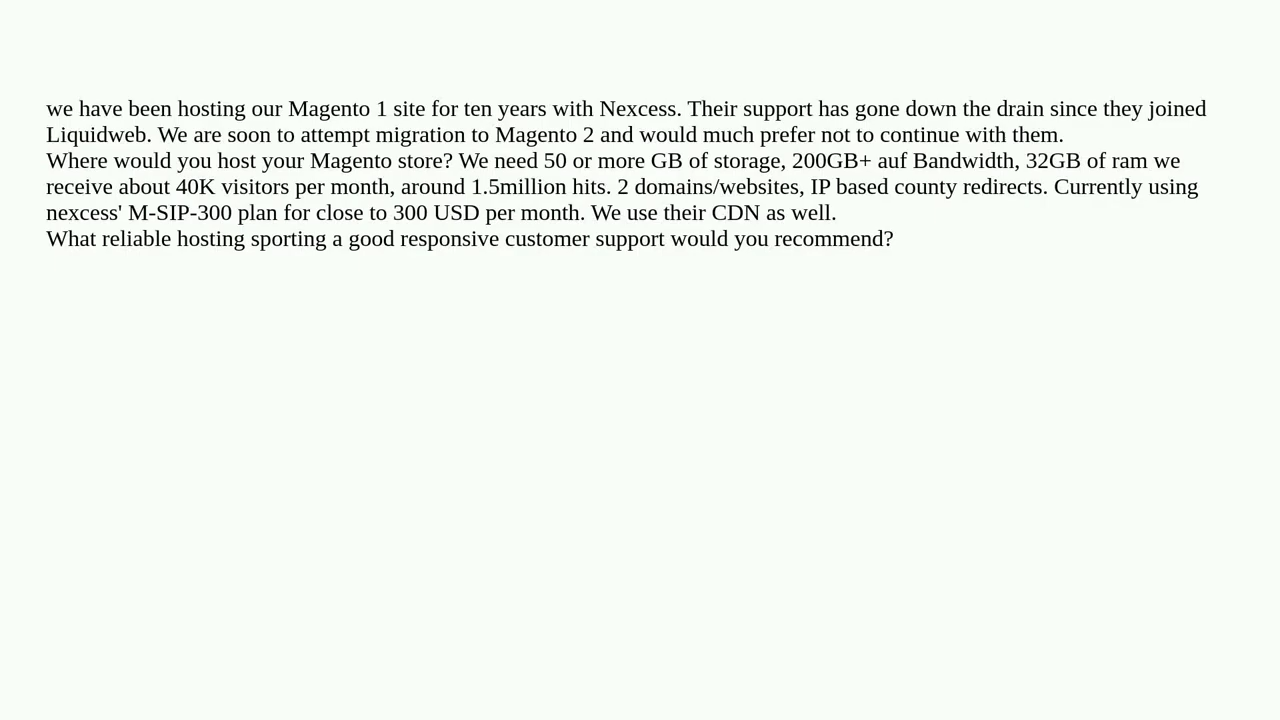 we have been hosting our Magento 1 site for ten years with Nexcess. Their support has gone down the drain since they joined
Liquidweb. We are soon to attempt migration to Magento 2 and would much prefer not to continue with them.
Where would you host your Magento store? We need 50 or more GB of storage, 200GB+ auf Bandwidth, 32GB of ram we
receive about 40K visitors per month, around 1.5million hits. 2 domains/websites, IP based county redirects. Currently using
nexcess' M-SIP-300 plan for close to 300 USD per month. We use their CDN as well.
What reliable hosting sporting a good responsive customer support would you recommend?